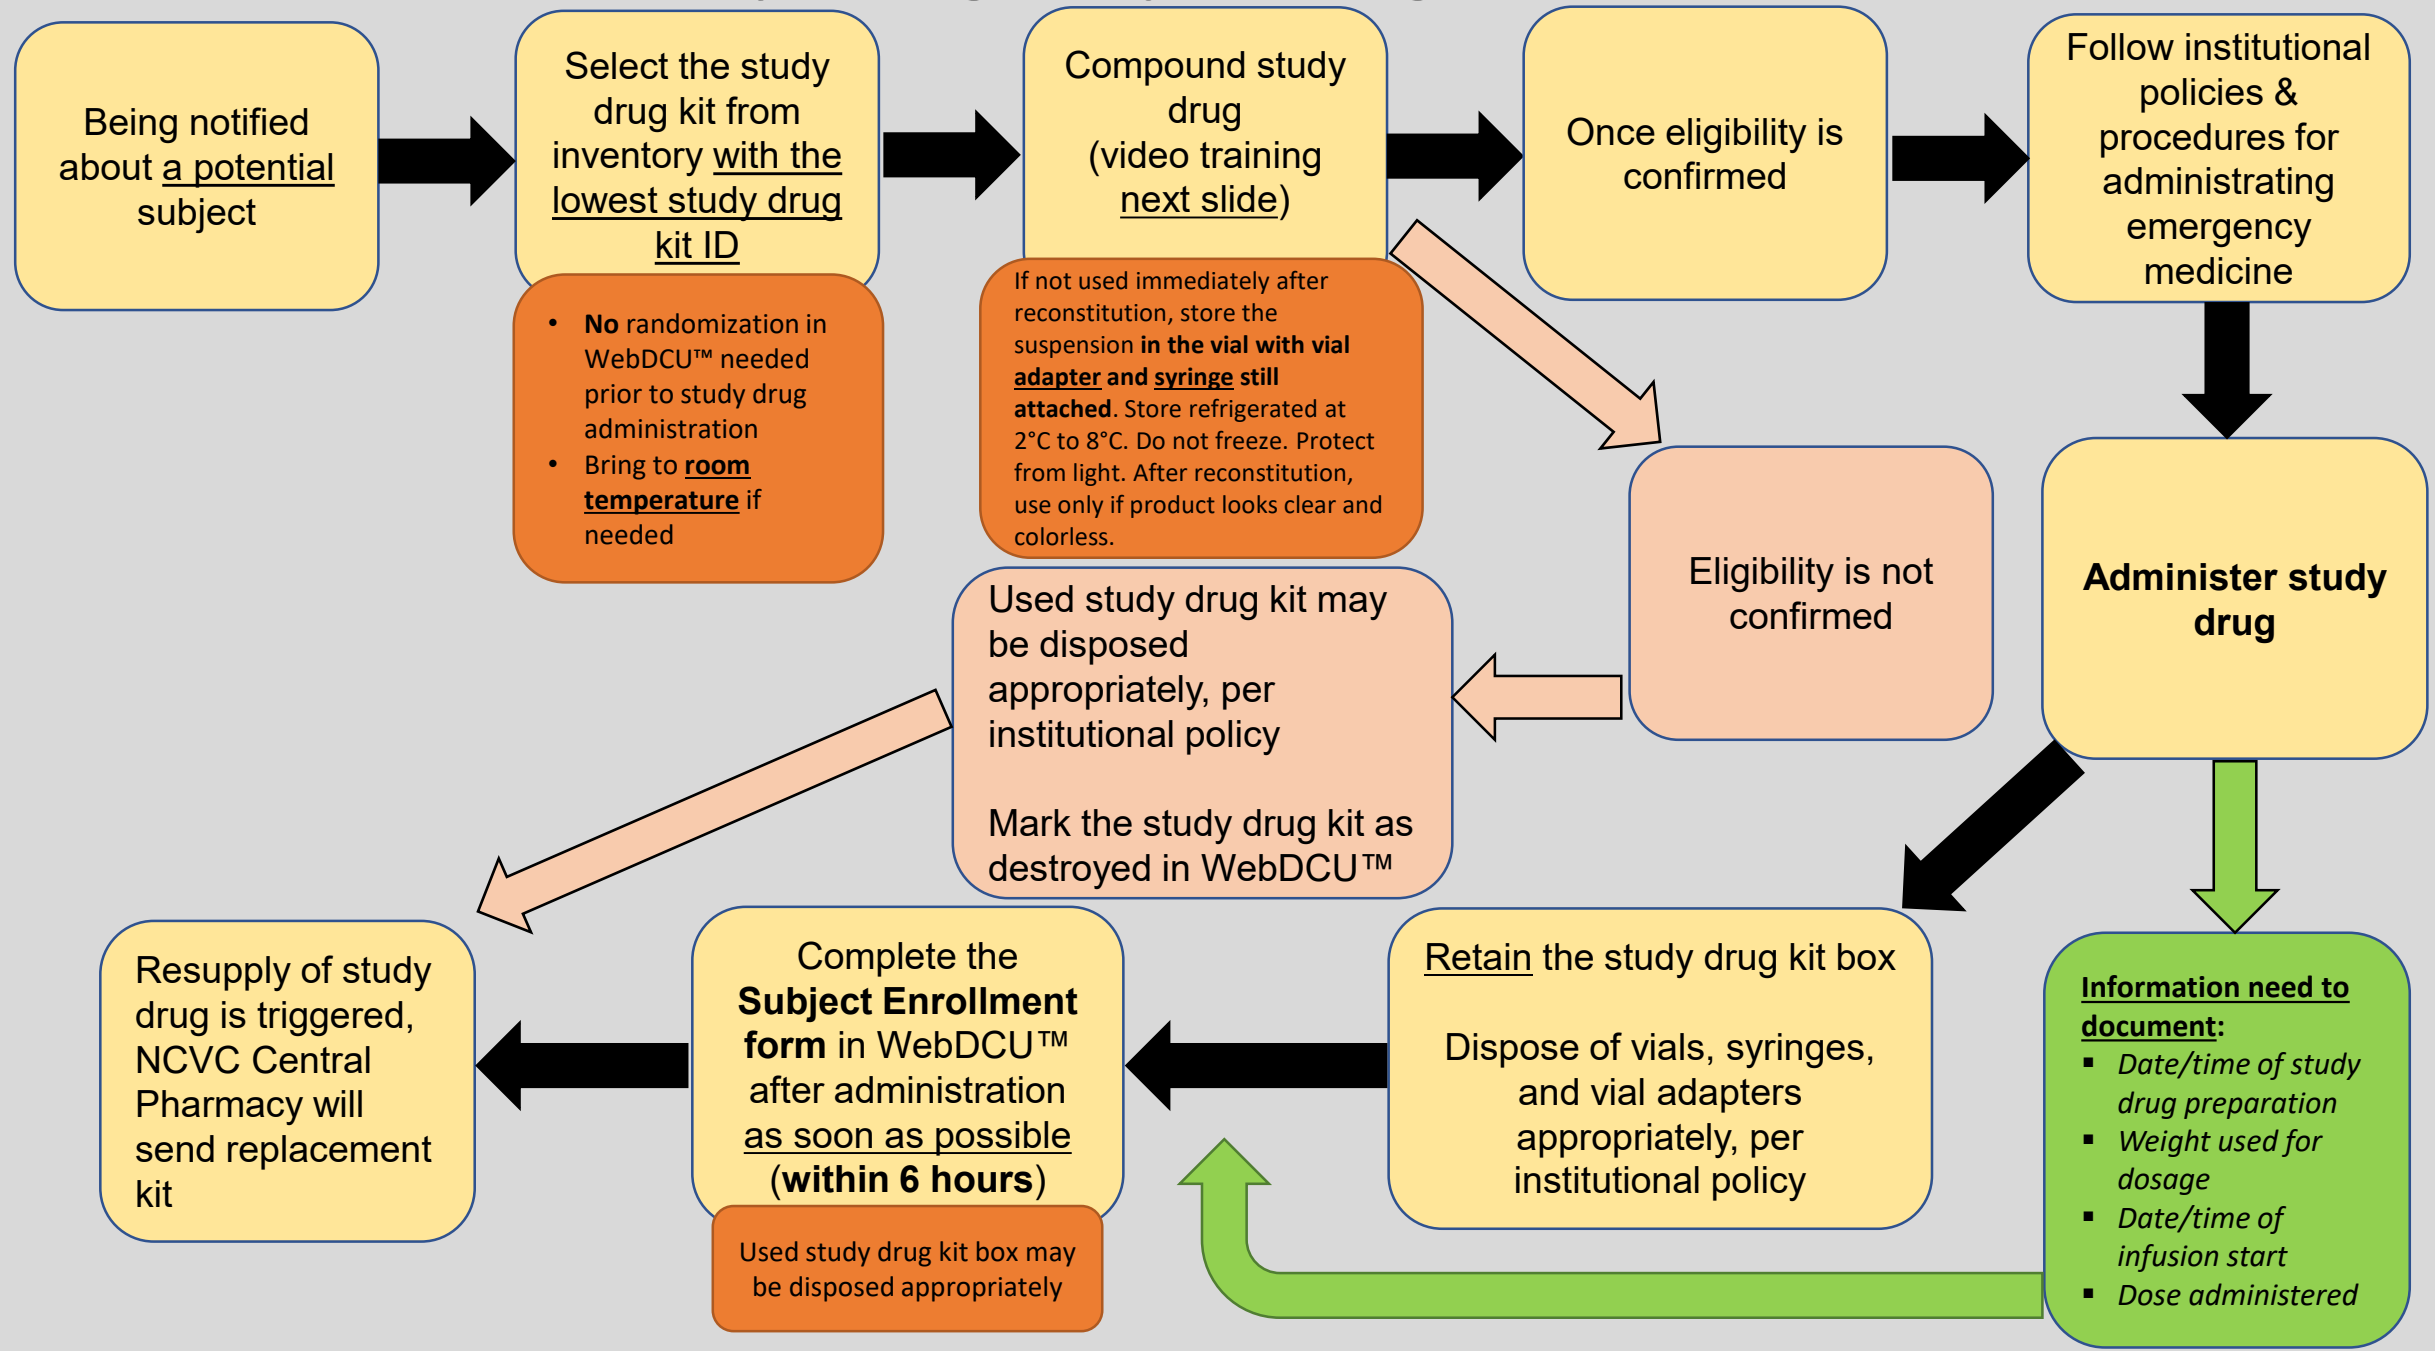 Being notified
about a potential
subject
Select the study
drug kit from
inventory with the
lowest study drug
kit ID
• No randomization in
WebDCU™ needed
prior to study drug
administration
• Bring to room
temperature if
needed
Compound study
drug
(video training
next slide)
If not used immediately after
reconstitution, store the
suspension in the vial with vial
adapter and syringe still
attached. Store refrigerated at
2°C to 8°C. Do not freeze. Protect
from light. After reconstitution,
use only if product looks clear and
colorless.
Once eligibility is
confirmed
Follow institutional
policies &
procedures for
administrating
emergency
medicine
Eligibility is not
confirmed
Administer study
drug
Used study drug kit may
be disposed
appropriately, per
institutional policy
Mark the study drug kit as
destroyed in WebDCU™
Resupply of study
drug is triggered,
NCVC Central
Pharmacy will
send replacement
kit
Complete the
Subject Enrollment
form in WebDCU™
after administration
as soon as possible
(within 6 hours)
Used study drug kit box may
be disposed appropriately
Retain the study drug kit box
Dispose of vials, syringes,
and vial adapters
appropriately, per
institutional policy
Information need to
document:
▪ Date/time of study
drug preparation
▪ Weight used for
dosage
▪ Date/time of
infusion start
▪ Dose administered